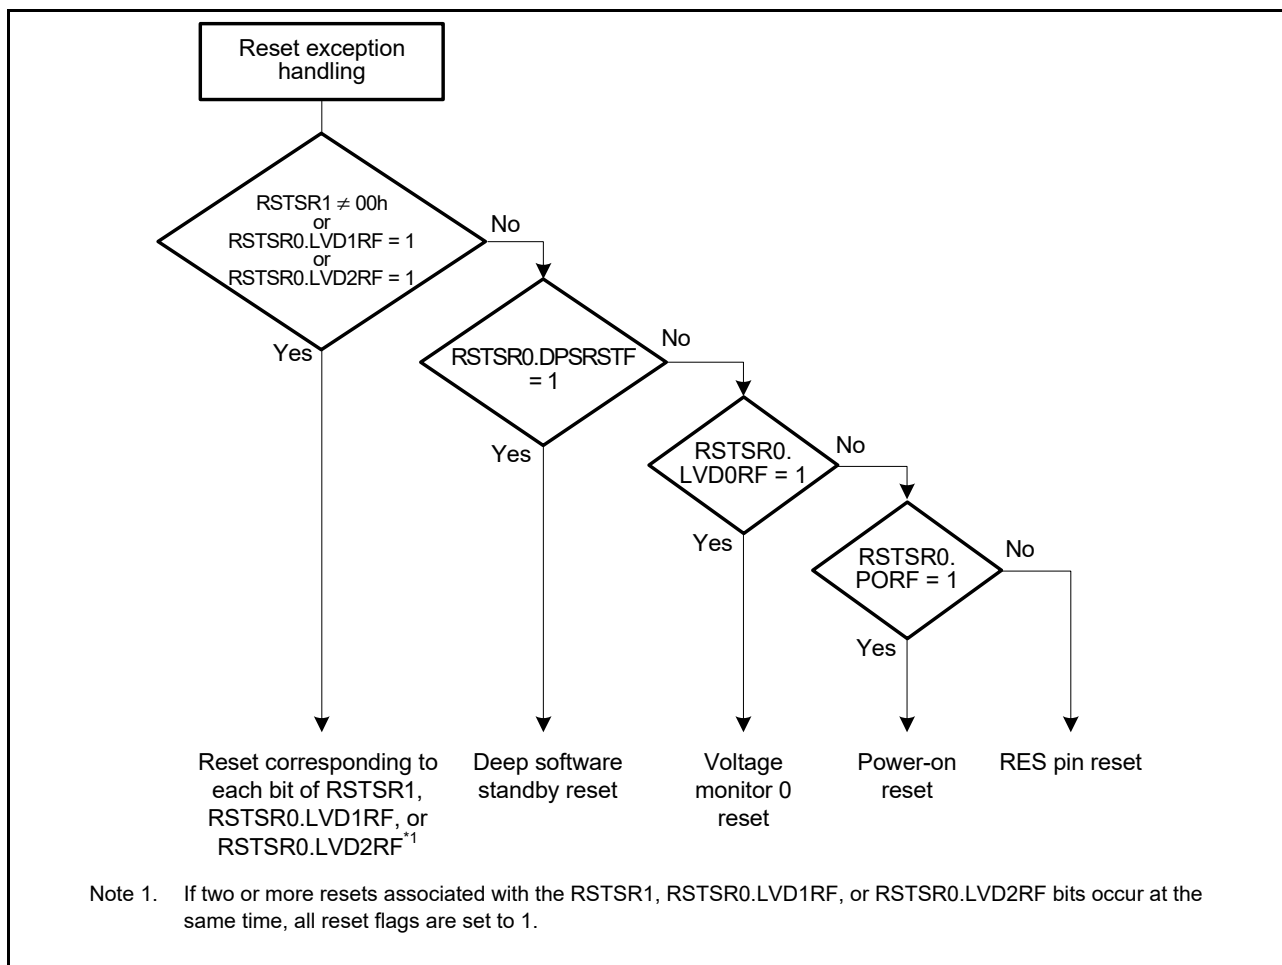 Reset exception
handling
RSTSR1 ≠ 00h
or
RSTSR0.LVD1RF = 1
or
RSTSR0.LVD2RF = 1
No
Yes
RSTSR0.DPSRSTF
= 1
No
Yes
RSTSR0.
LVD0RF = 1
No
Yes
RSTSR0.
PORF = 1
No
Yes
Reset corresponding to
each bit of RSTSR1,
RSTSR0.LVD1RF, or
RSTSR0.LVD2RF*1
Deep software
standby reset
Voltage
monitor 0
reset
Power-on
reset
RES pin reset
Note 1. If two or more resets associated with the RSTSR1, RSTSR0.LVD1RF, or RSTSR0.LVD2RF bits occur at the
same time, all reset flags are set to 1.